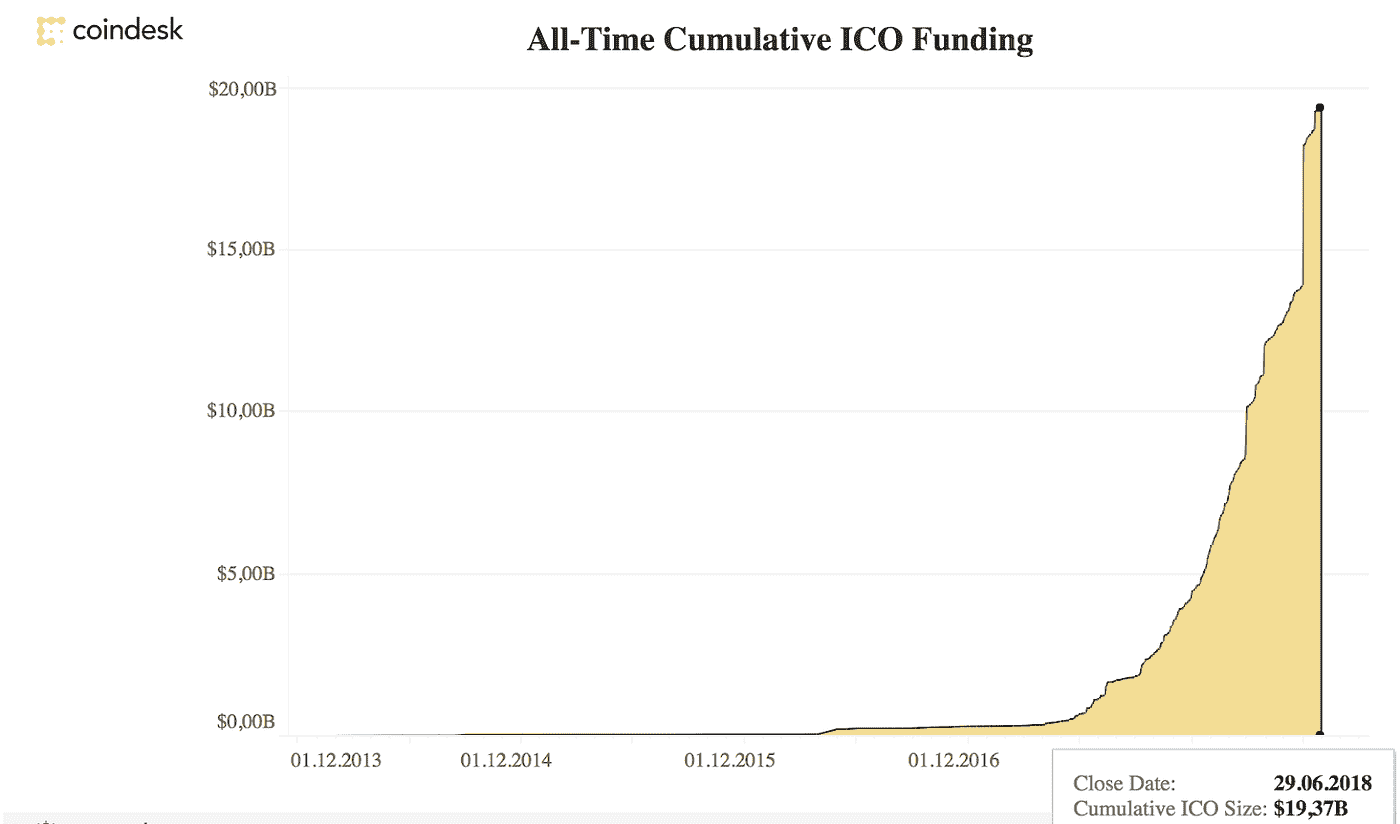 coindesk
All-Time Cumulative ICO Funding
$20,00B
$15,00B
$10,00B
$5,00B
$0,00B
01.12.2013 01.12.2014 01.12.2015 01.12.2016
Close Date: 29.06.2018
Cumulative ICO Size: $19,37B